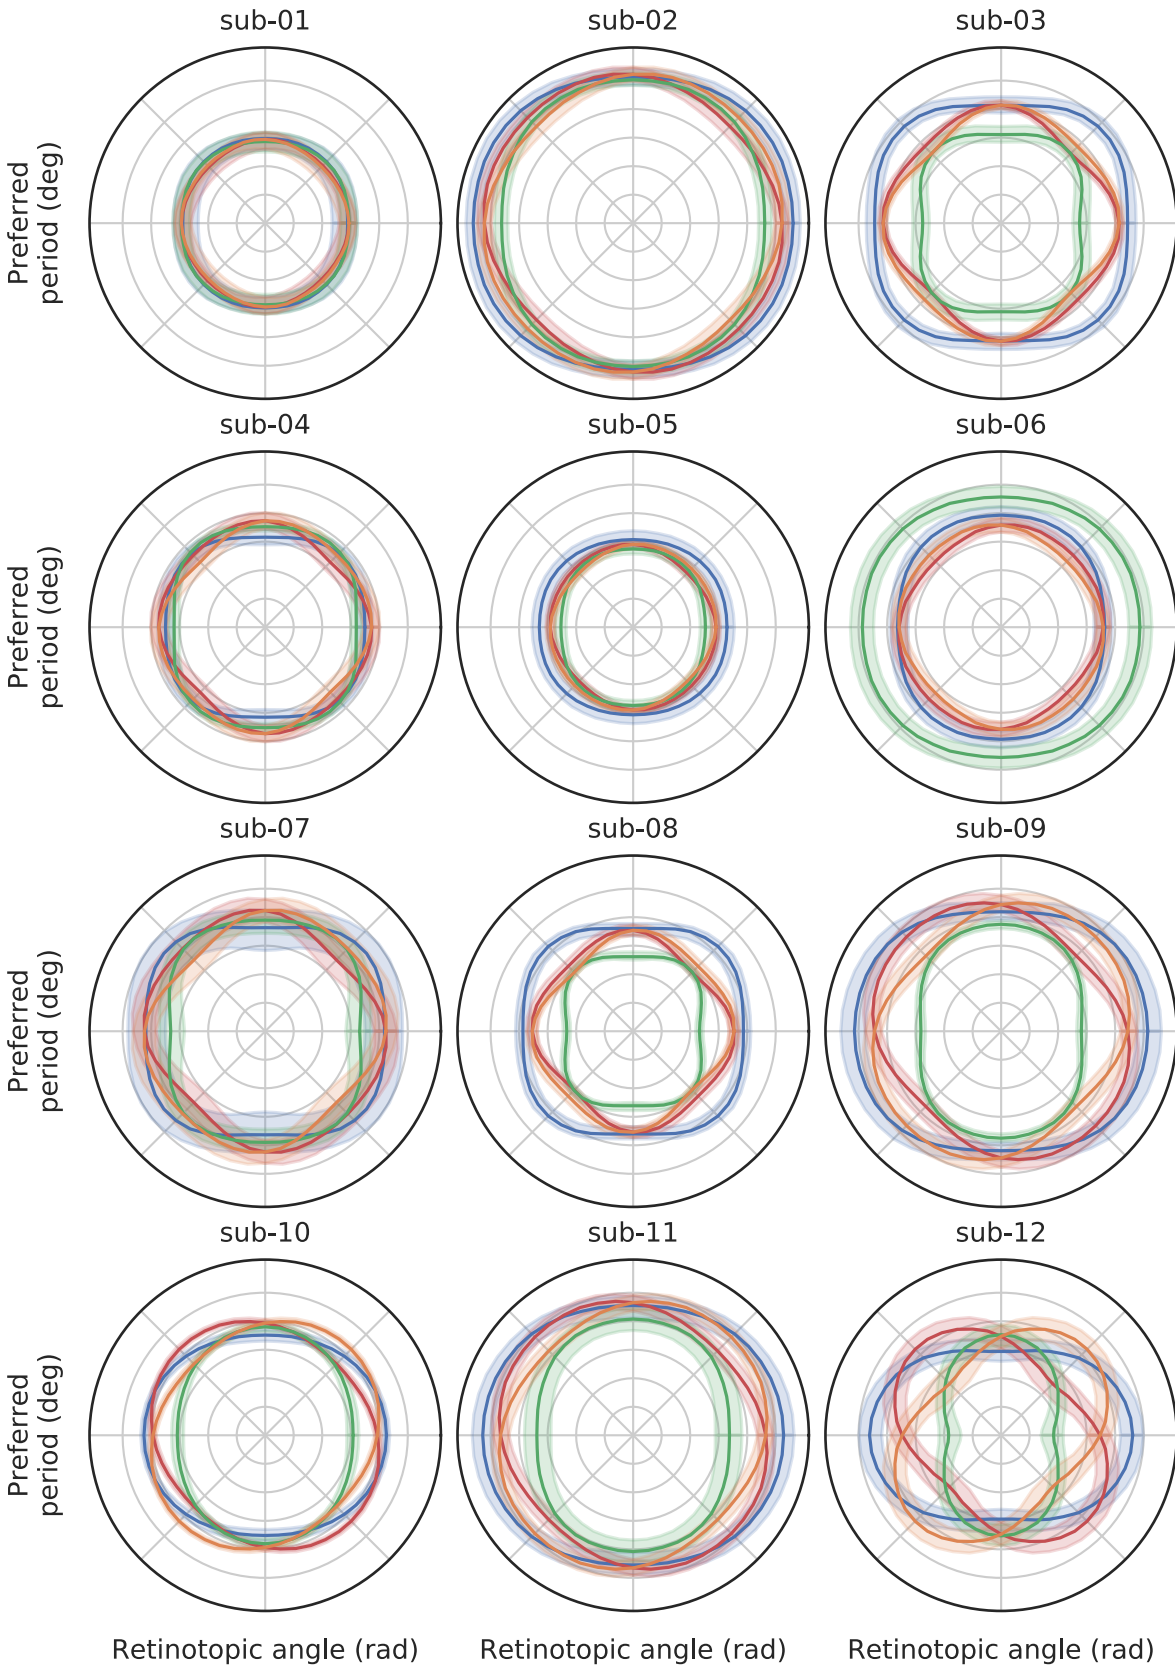 sub-01
sub-02
sub-03
Preferred
period (deg)
sub-04
sub-05
sub-06
Preferred
period (deg)
sub-07
sub-08
sub-09
Preferred
period (deg)
sub-10
sub-11
sub-12
Preferred
period (deg)
Retinotopic angle (rad)
Retinotopic angle (rad)
Retinotopic angle (rad)